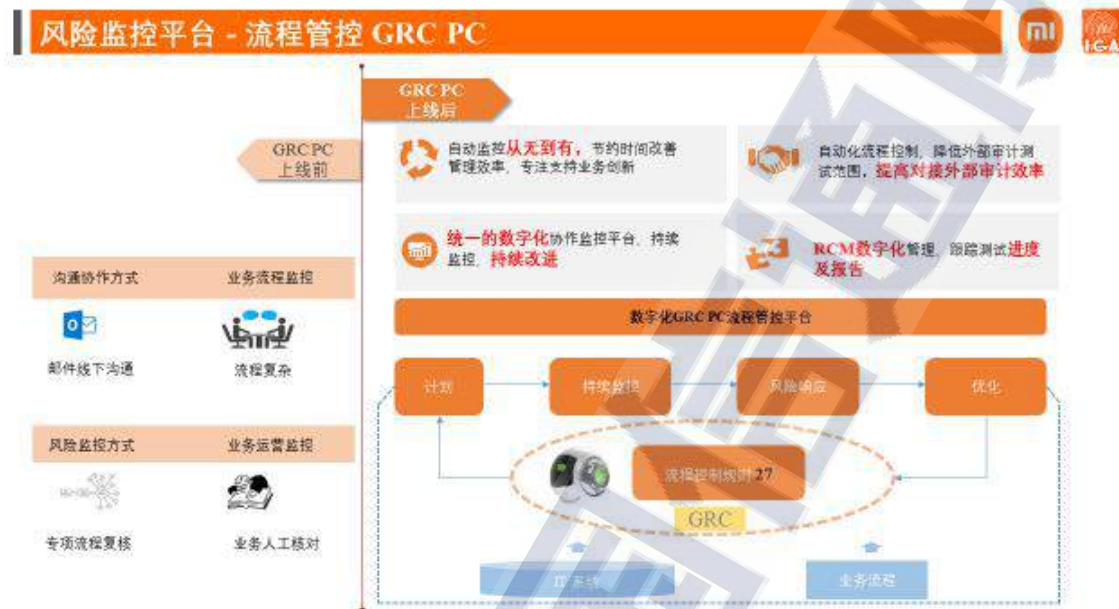 风险监控平台 - 流程管控 GRC PC
mi
IGA
GRC PC
上线后
GRC PC
上线前
自动监控从无到有，节约时间改善
管理效率，专注支持业务创新
自动化流程控制，降低外部审计测
试范围，提高对接外部审计效率
统一的数字化协作监控平台，持续
监控，持续改进
RCM数字化管理，跟踪测试进度
及报告
沟通协作方式
业务流程监控
邮件线下沟通
流程复杂
风险监控方式
业务运营监控
专项流程复核
业务人工核对
数字化GRC PC流程管控平台
计划
持续监控
风险响应
优化
流程控制规则-27
GRC
IT 系统
业务流程